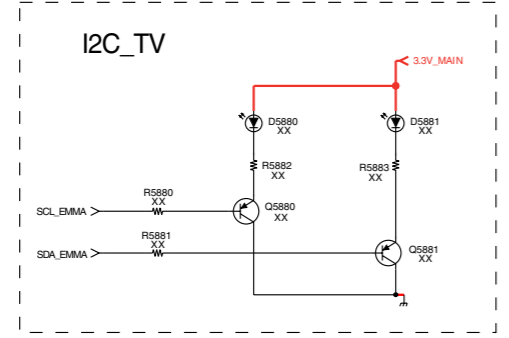 I2C_TV
3.3V_MAIN
D5880
XX
D5881
XX
R5882
XX
R5883
XX
R5880
XX
SCL_EMMA
Q5880
XX
R5881
XX
SDA_EMMA
Q5881
XX